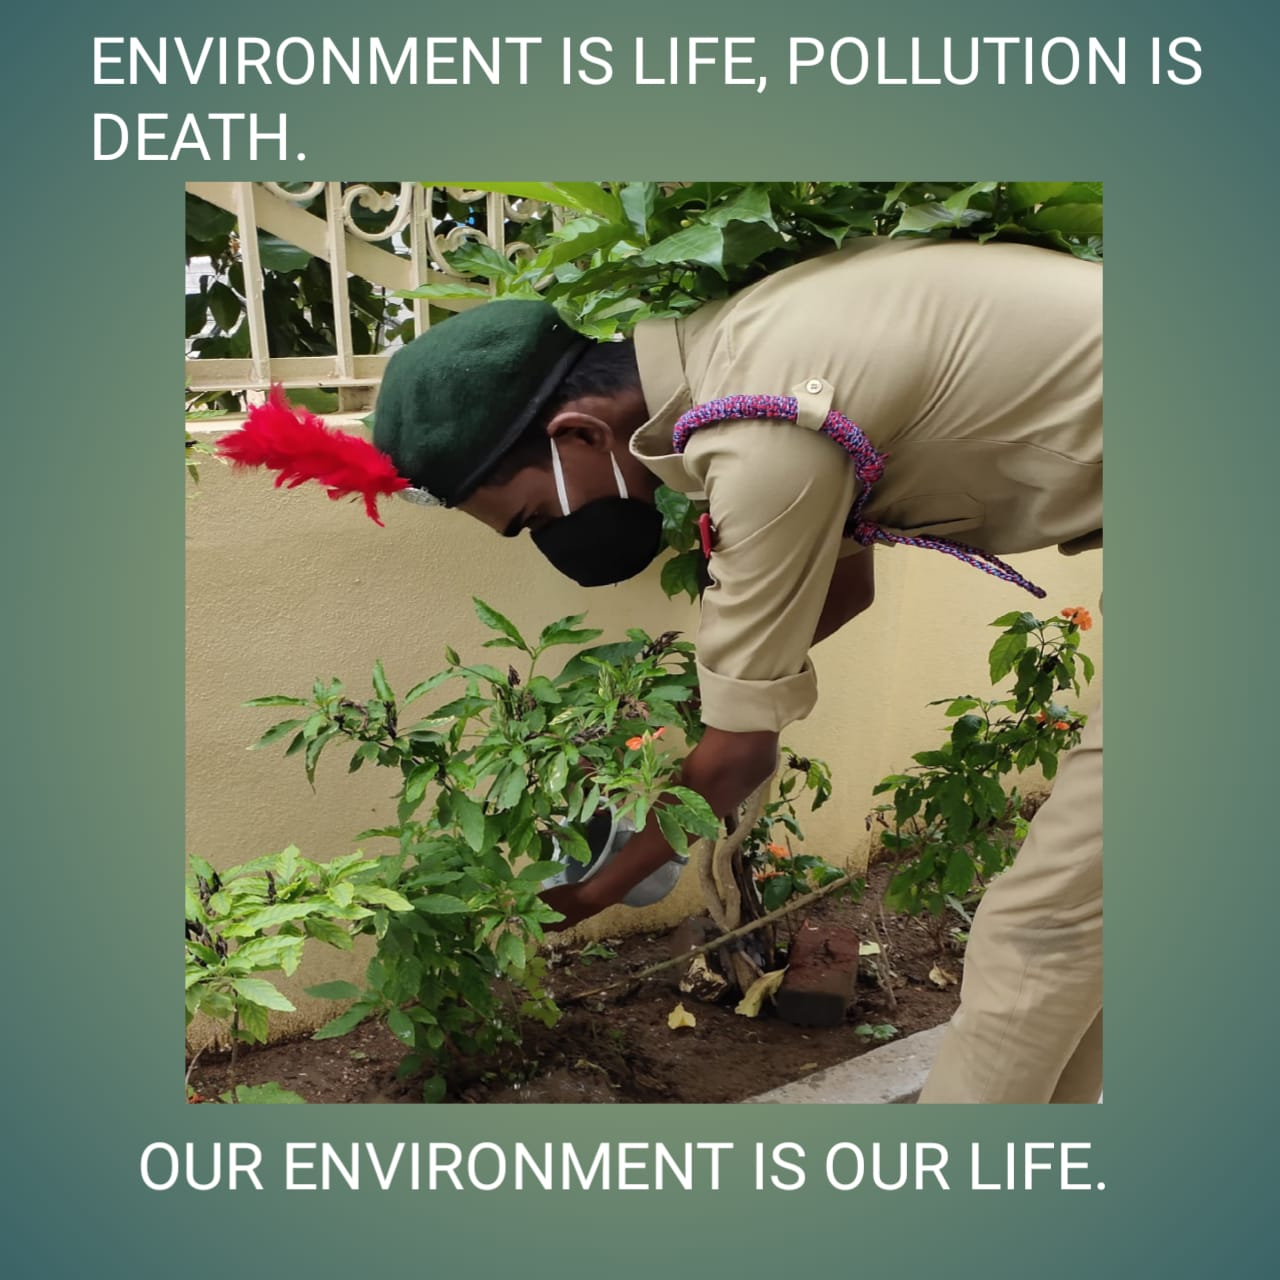 ENVIRONMENT IS LIFE, POLLUTION IS
DEATH.
OUR ENVIRONMENT IS OUR LIFE.